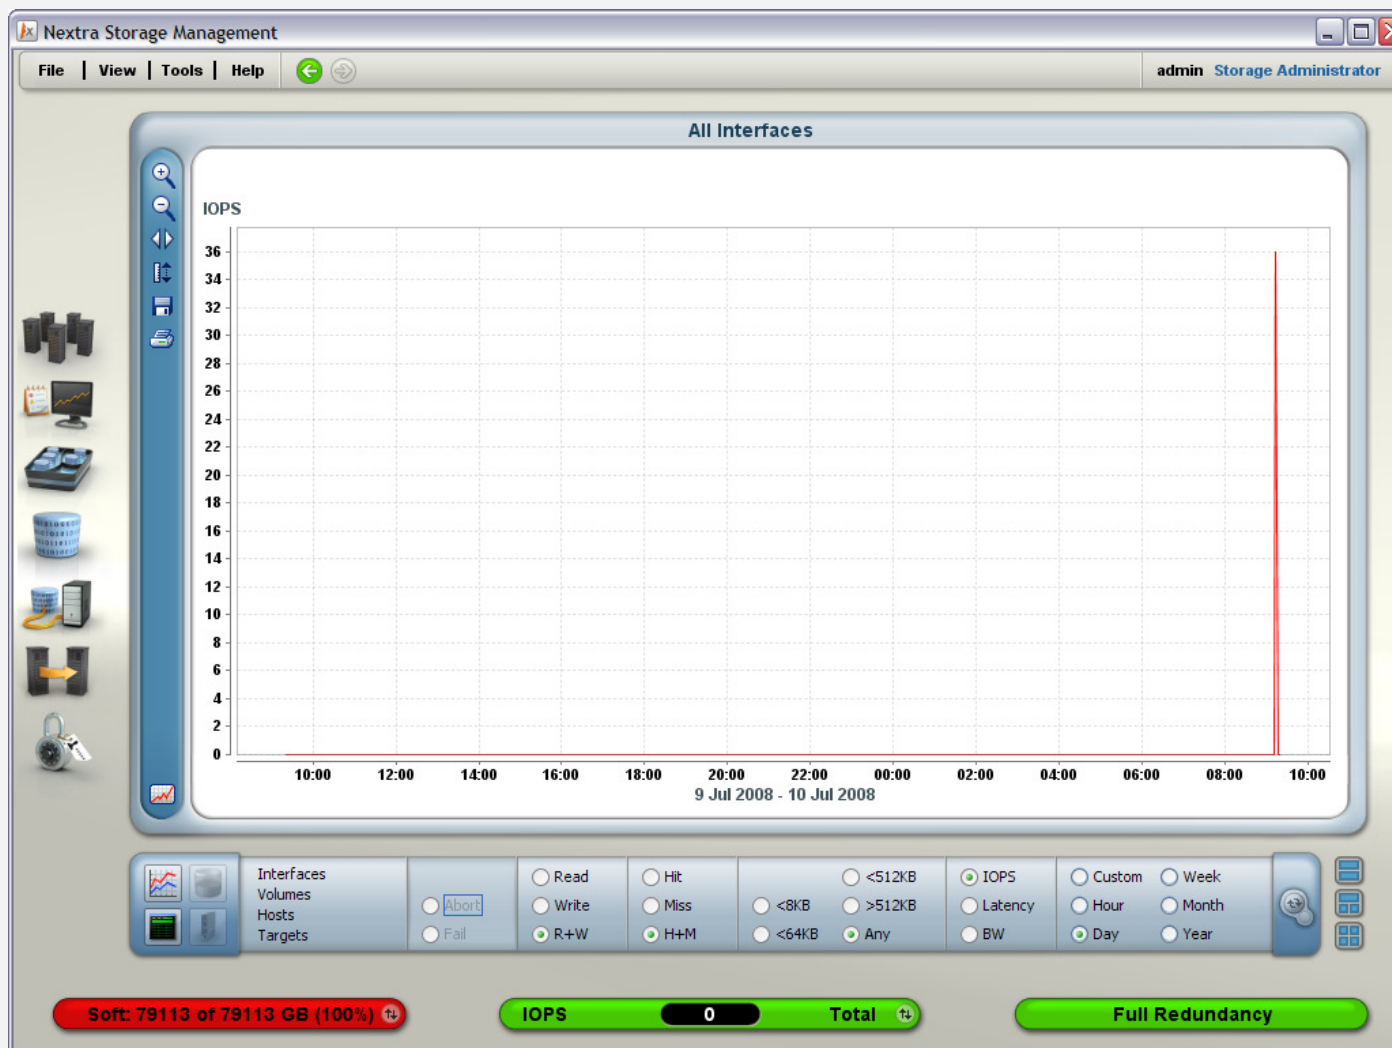 Nextra Storage Management
File | View | Tools | Help
admin Storage Administrator
All Interfaces
IOPS
36
34
32
30
28
26
24
22
20
18
16
14
12
10
8
6
4
2
0
10:00 12:00 14:00 16:00 18:00 20:00 22:00 00:00 02:00 04:00 06:00 08:00 10:00
9 Jul 2008 - 10 Jul 2008
Interfaces
Volumes
Hosts
Targets
Abort
Fail
Read
Write
R+W
Hit
Miss
H+M
<8KB
<64KB
<512KB
>512KB
Any
IOPS
Latency
BW
Custom
Hour
Day
Week
Month
Year
Soft: 79113 of 79113 GB (100%)
IOPS 0 Total
Full Redundancy